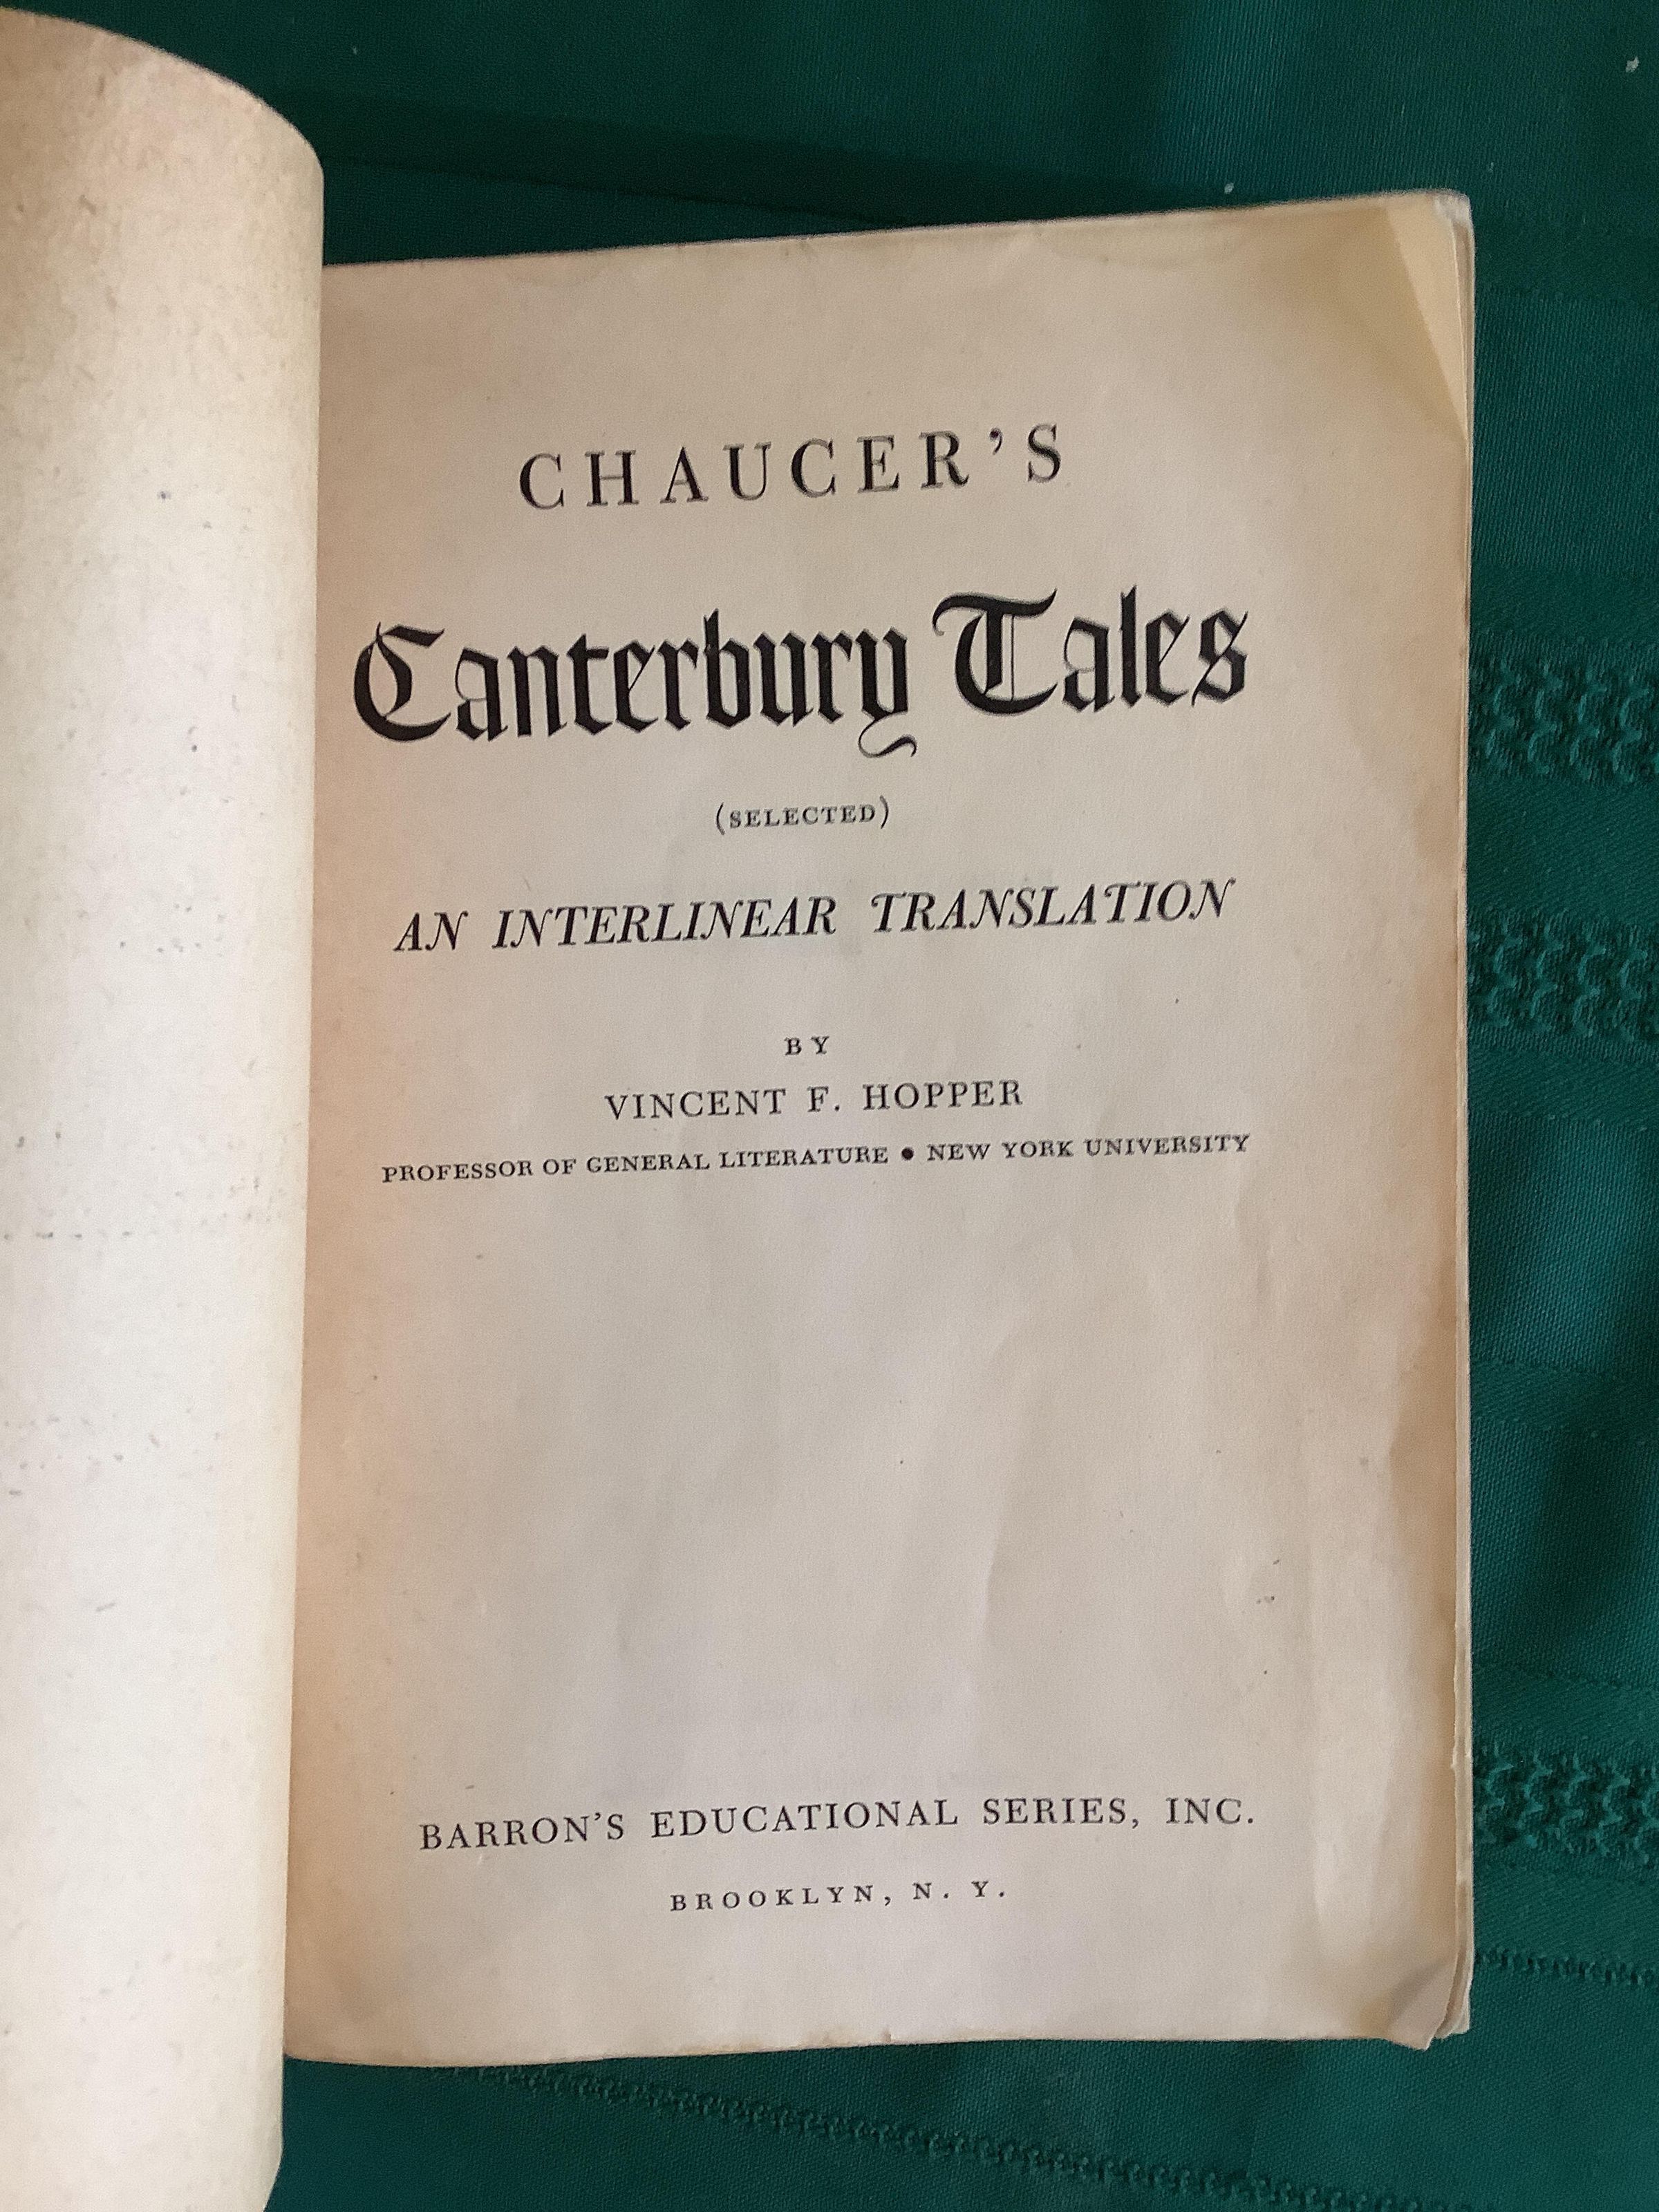 CHAUCER'S
Canterbury Tales
(SELECTED)
AN INTERLINEAR TRANSLATION
BY
VINCENT F. HOPPER
PROFESSOR OF GENERAL LITERATURE • NEW YORK UNIVERSITY
BARRON'S EDUCATIONAL SERIES, INC.
BROOKLYN, N. Y.